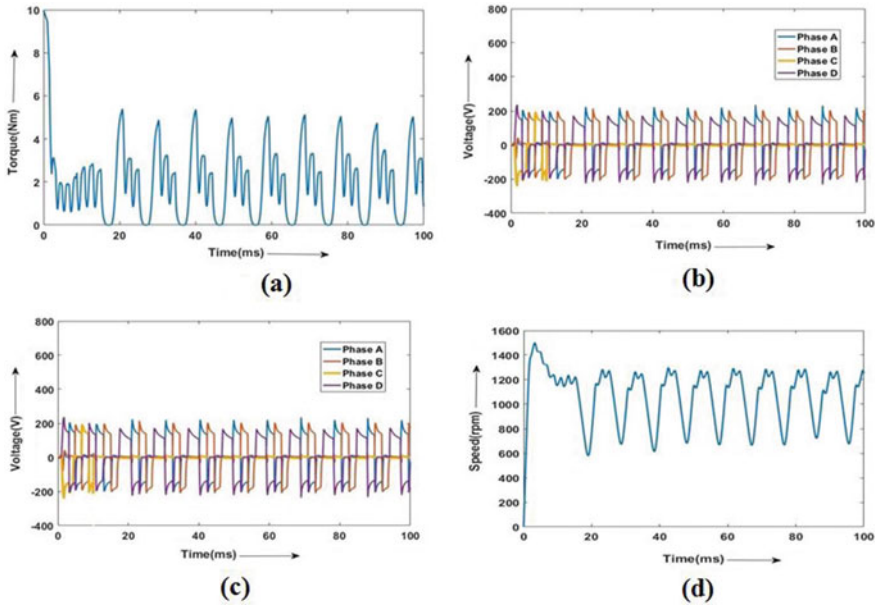 10
8
6
4
2
0
Torque(Nm)
0 20 40 60 80 100
Time(ms)
(a)
800
600
400
200
0
-200
-400
Voltage(V)
Phase A
Phase B
Phase C
Phase D
0 20 40 60 80 100
Time(ms)
(b)
800
600
400
200
0
-200
-400
Voltage(V)
Phase A
Phase B
Phase C
Phase D
0 20 40 60 80 100
Time(ms)
(c)
1600
1400
1200
1000
800
600
400
200
0
Speed(rpm)
0 20 40 60 80 100
Time(ms)
(d)